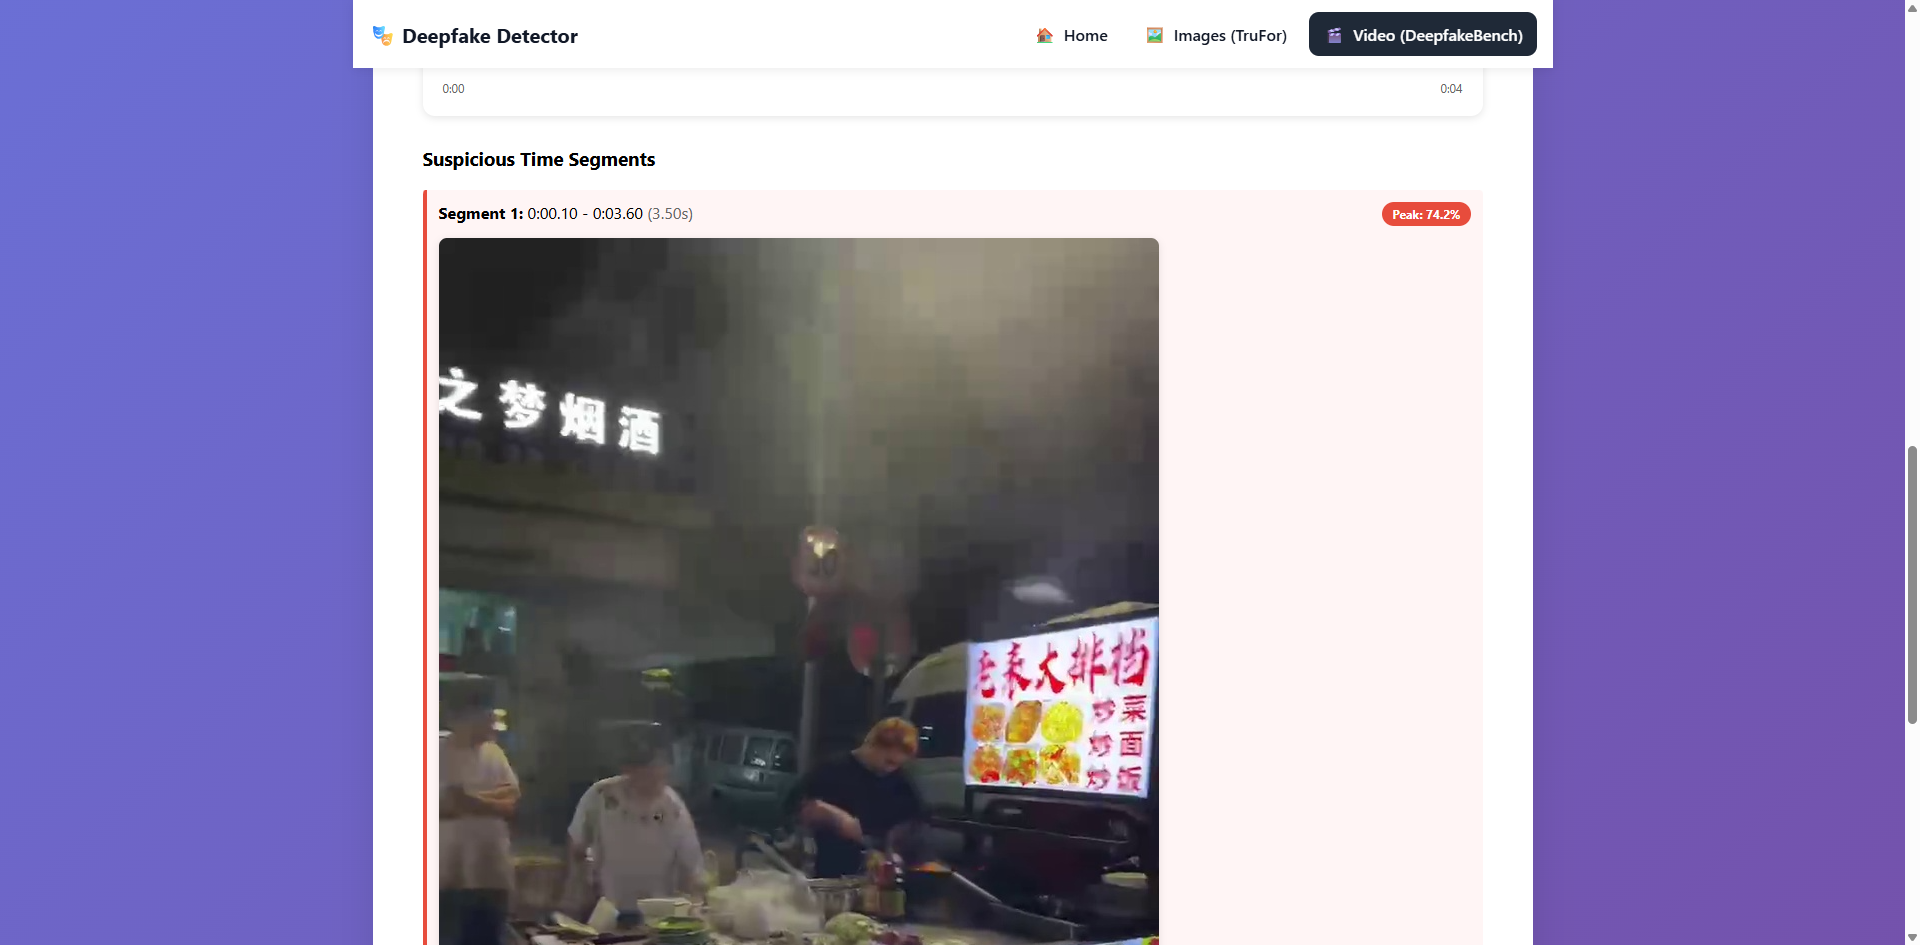 Deepfake Detector
Home
Images (TruFor)
Video (DeepfakeBench)
0:00
0:04
Suspicious Time Segments
Segment 1: 0:00.10 - 0:03.60 (3.50s)
Peak: 74.2%
之梦烟酒
大排档
炒菜
炒面
炒饭